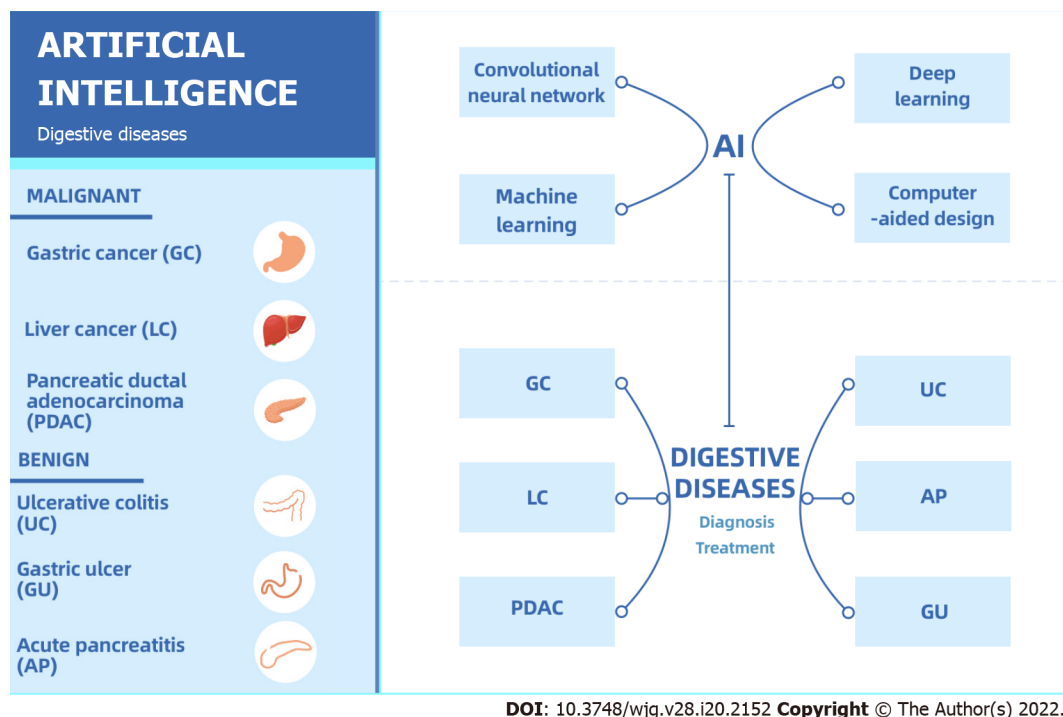 ARTIFICIAL
INTELLIGENCE
Digestive diseases
MALIGNANT
Gastric cancer (GC)
Liver cancer (LC)
Pancreatic ductal
adenocarcinoma
(PDAC)
BENIGN
Ulcerative colitis
(UC)
Gastric ulcer
(GU)
Acute pancreatitis
(AP)
Convolutional
neural network
Machine
learning
AI
Deep
learning
Computer
-aided design
GC
LC
PDAC
DIGESTIVE
DISEASES
Diagnosis
Treatment
UC
AP
GU
DOI: 10.3748/wjg.v28.i20.2152 Copyright © The Author(s) 2022.